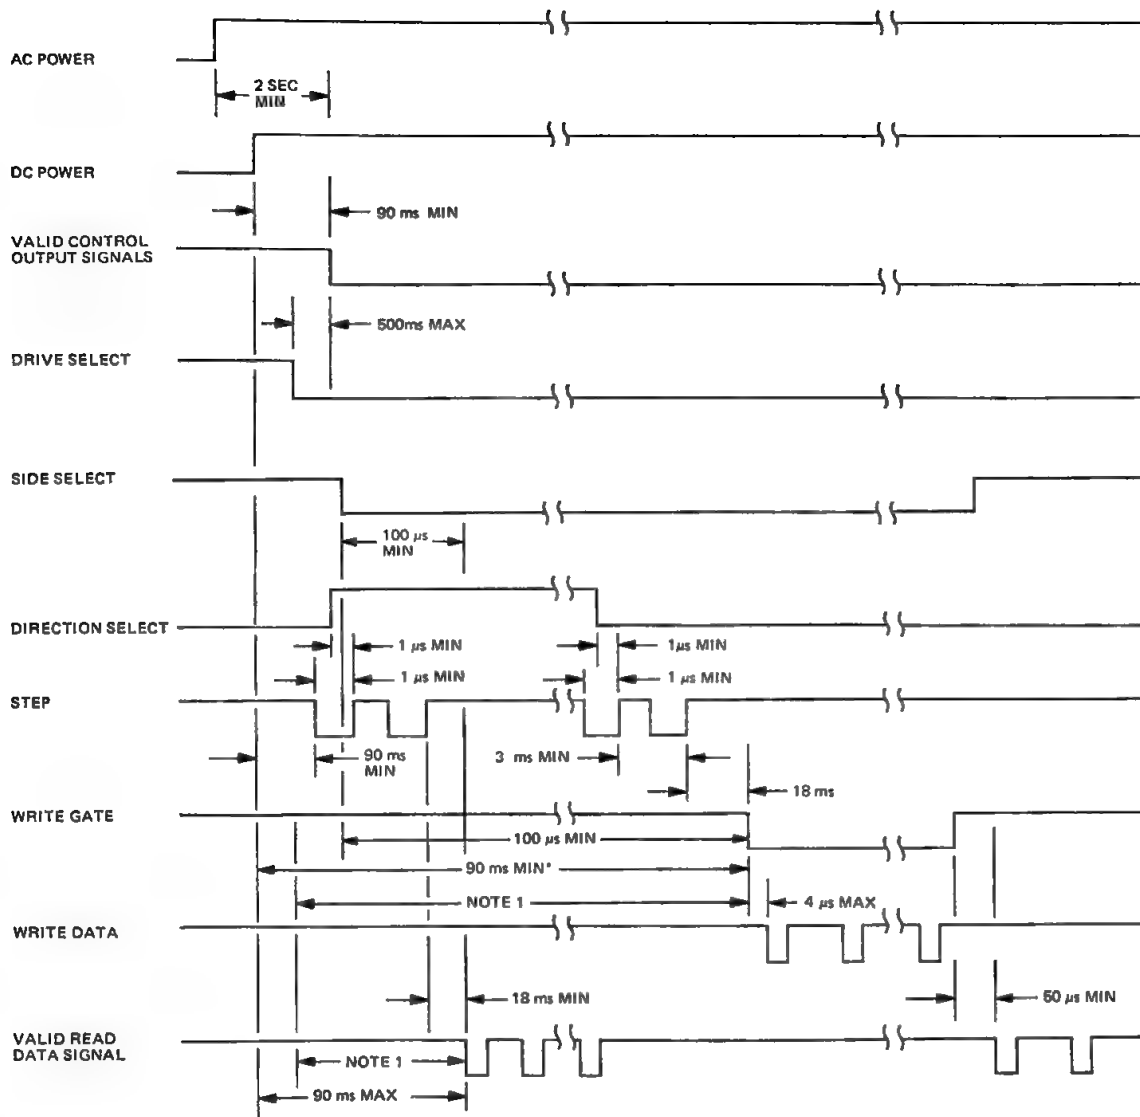 AC POWER
2 SEC
MIN
DC POWER
90 ms MIN
VALID CONTROL
OUTPUT SIGNALS
500ms MAX
DRIVE SELECT
SIDE SELECT
100 µs
MIN
DIRECTION SELECT
1 µs MIN
1µs MIN
1 µs MIN
1 µs MIN
STEP
90 ms
MIN
3 ms MIN
18 ms
WRITE GATE
100 µs MIN
90 ms MIN*
NOTE 1
4 µs MAX
WRITE DATA
18 ms MIN
50 µs MIN
VALID READ
DATA SIGNAL
NOTE 1
90 ms MAX